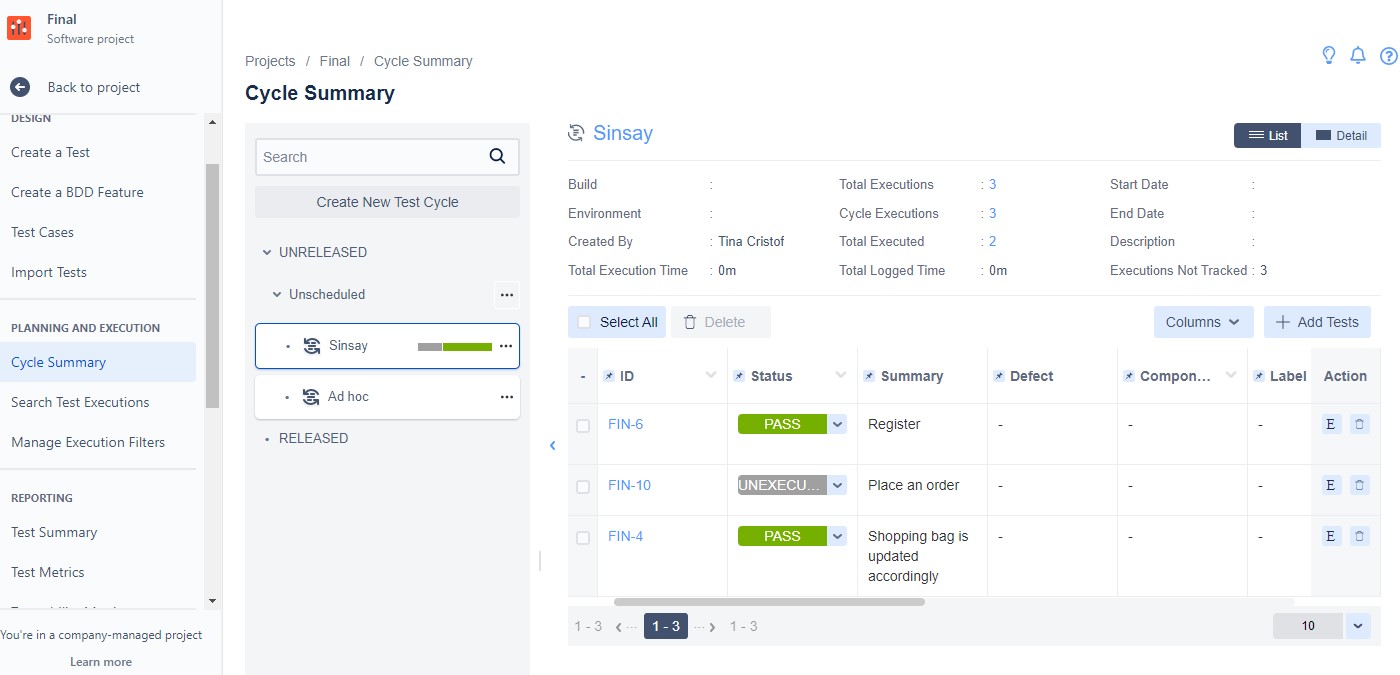 Final
Software project
Back to project
DESIGN
Create a Test
Create a BDD Feature
Test Cases
Import Tests
PLANNING AND EXECUTION
Cycle Summary
Search Test Executions
Manage Execution Filters
REPORTING
Test Summary
Test Metrics
You're in a company-managed project
Learn more
Projects / Final / Cycle Summary
Cycle Summary
Search
Create New Test Cycle
UNRELEASED
Unscheduled
Sinsay
Ad hoc
RELEASED
Sinsay
List Detail
Build : Total Executions : 3 Start Date :
Environment : Cycle Executions : 3 End Date :
Created By : Tina Cristof Total Executed : 2 Description :
Total Execution Time : 0m Total Logged Time : 0m Executions Not Tracked : 3
Select All Delete Columns + Add Tests
- ID Status Summary Defect Compon... Label Action
FIN-6 PASS Register - - - E
FIN-10 UNEXECU... Place an order - - - E
FIN-4 PASS Shopping bag is - - - E
updated
accordingly
1 - 3 ‹ ... 1 - 3 ... › 1 - 3 10